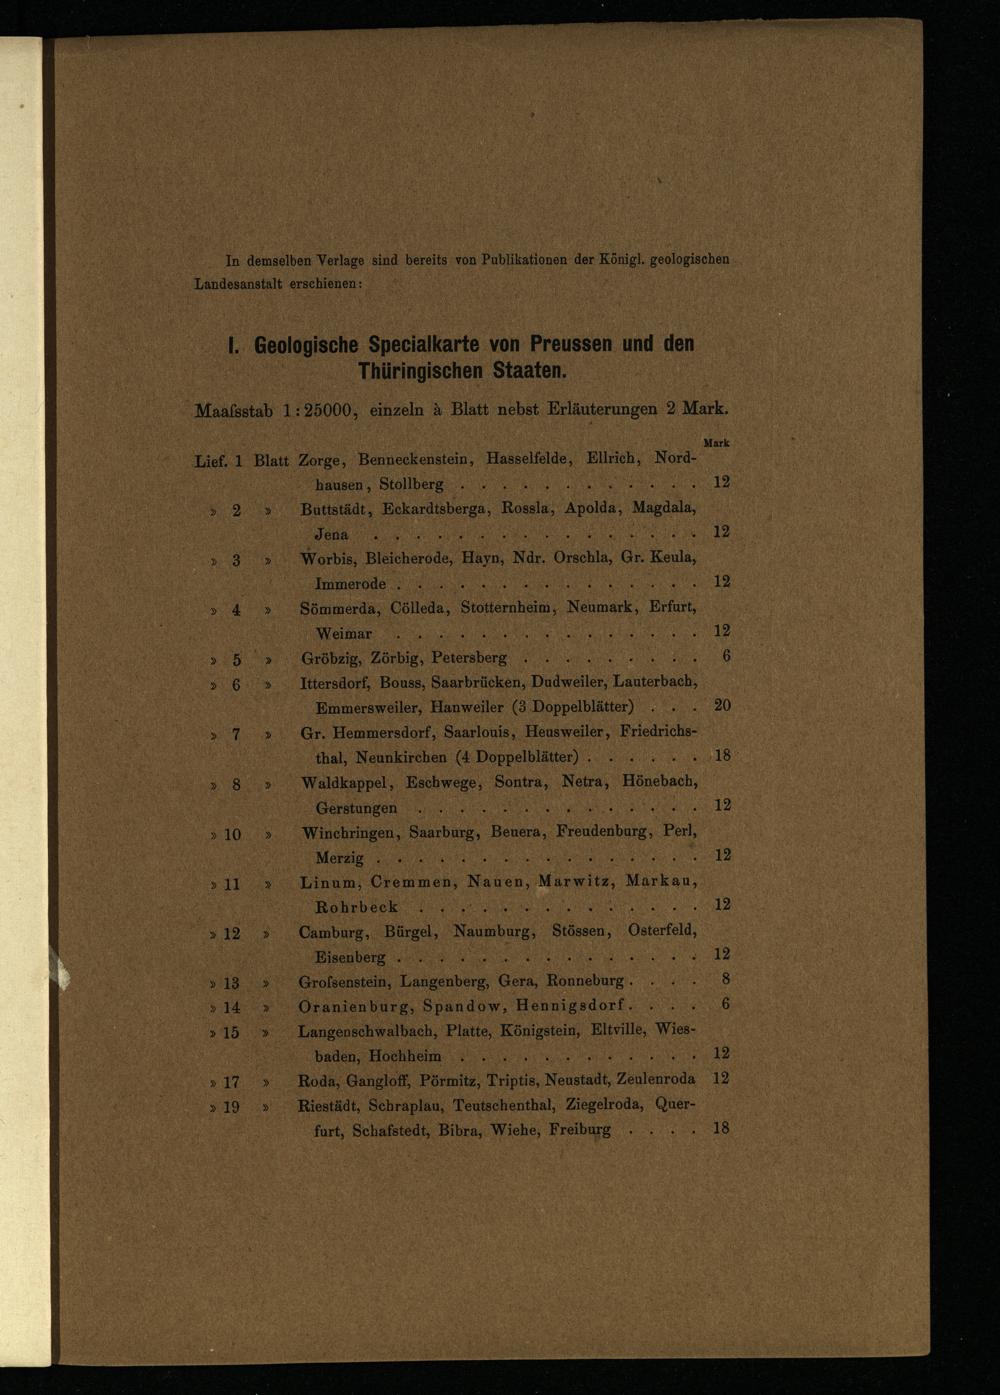 In demselben Verlage sind bereits von Publikationen der Königl. geologischen
Landesanstalt erschienen:
I. Geologische Specialkarte von Preussen und den
Thüringischen Staaten.
Maaſsstab 1:25000, einzeln à Blatt nebst Erläuterungen 2 Mark.
Mark
Lief. 1 Blatt Zorge, Benneckenstein, Hasselfelde, Ellrich, Nord-
hausen, Stollberg . . . . . . . . . . . . 12
» 2 » Buttstädt, Eckardtsberga, Rossla, Apolda, Magdala,
Jena . . . . . . . . . . . . . . . . 12
» 3 » Worbis, Bleicherode, Hayn, Ndr. Orschla, Gr. Keula,
Immerode . . . . . . . . . . . . . . . 12
» 4 » Sömmerda, Cölleda, Stotternheim, Neumark, Erfurt,
Weimar . . . . . . . . . . . . . . . 12
» 5 » Gröbzig, Zörbig, Petersberg . . . . . . . . . 6
» 6 » Ittersdorf, Bouss, Saarbrücken, Dudweiler, Lauterbach,
Emmersweiler, Hanweiler (3 Doppelblätter) . . . 20
» 7 » Gr. Hemmersdorf, Saarlouis, Heusweiler, Friedrichs-
thal, Neunkirchen (4 Doppelblätter) . . . . . . 18
» 8 » Waldkappel, Eschwege, Sontra, Netra, Hönebach,
Gerstungen . . . . . . . . . . . . . . 12
» 10 » Winchringen, Saarburg, Beuera, Freudenburg, Perl,
Merzig . . . . . . . . . . . . . . . . 12
» 11 » Linum, Cremmen, Nauen, Marwitz, Markau,
Rohrbeck . . . . . . . . . . . . . . 12
» 12 » Camburg, Bürgel, Naumburg, Stössen, Osterfeld,
Eisenberg . . . . . . . . . . . . . . . 12
» 13 » Groſsenstein, Langenberg, Gera, Ronneburg . . . . 8
» 14 » Oranienburg, Spandow, Hennigsdorf . . . . 6
» 15 » Langenschwalbach, Platte, Königstein, Eltville, Wies-
baden, Hochheim . . . . . . . . . . . . 12
» 17 » Roda, Gangloff, Pörmitz, Triptis, Neustadt, Zeulenroda 12
» 19 » Riestädt, Schraplau, Teutschenthal, Ziegelroda, Quer-
furt, Schafstedt, Bibra, Wiehe, Freiburg . . . . 18